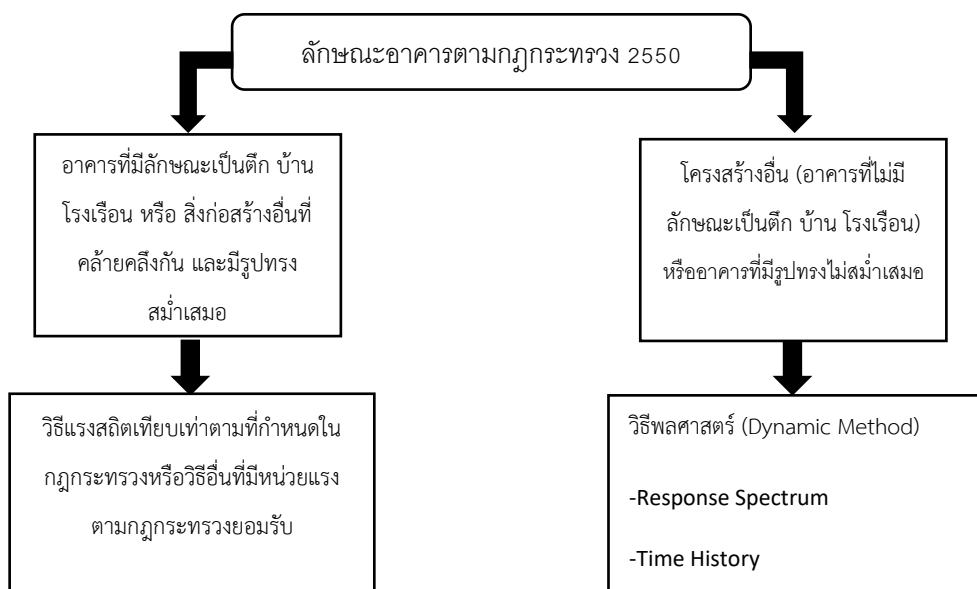 ลักษณะอาคารตามกฎกระทรวง 2550
อาคารที่มีลักษณะเป็นตึก บ้าน
โรงเรือน หรือ สิ่งก่อสร้างอื่นที่
คล้ายคลึงกัน และมีรูปทรง
สม่ำเสมอ
โครงสร้างอื่น (อาคารที่ไม่มี
ลักษณะเป็นตึก บ้าน โรงเรือน)
หรืออาคารที่มีรูปทรงไม่สม่ำเสมอ
วิธีแรงสถิตเทียบเท่าตามที่กำหนดใน
กฎกระทรวงหรือวิธีอื่นที่มีหน่วยแรง
ตามกฎกระทรวงยอมรับ
วิธีพลศาสตร์ (Dynamic Method)
-Response Spectrum
-Time History